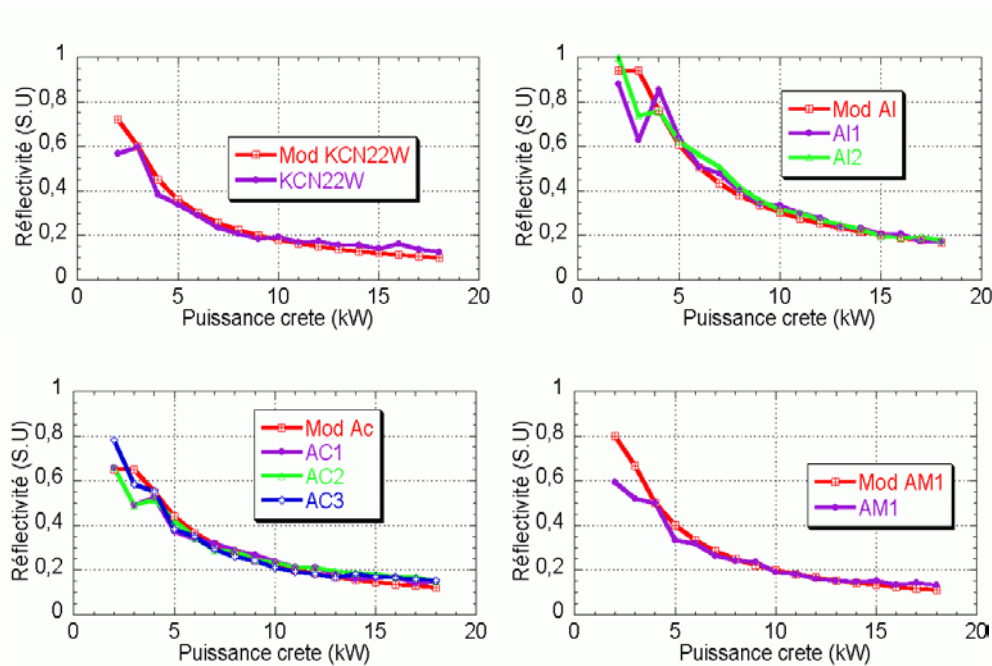 Réflectivité (S.U)
1
0,8
0,6
0,4
0,2
0
Mod KCN22W
KCN22W
0 5 10 15 20
Puissance crete (kW)
Réflectivité (S.U)
1
0,8
0,6
0,4
0,2
0
Mod Al
Al1
Al2
0 5 10 15 20
Puissance crete (kW)
Réflectivité (S.U)
1
0,8
0,6
0,4
0,2
0
Mod Ac
AC1
AC2
AC3
0 5 10 15 20
Puissance crete (kW)
Réflectivité (S.U)
1
0,8
0,6
0,4
0,2
0
Mod AM1
AM1
0 5 10 15 20
Puissance crete (kW)